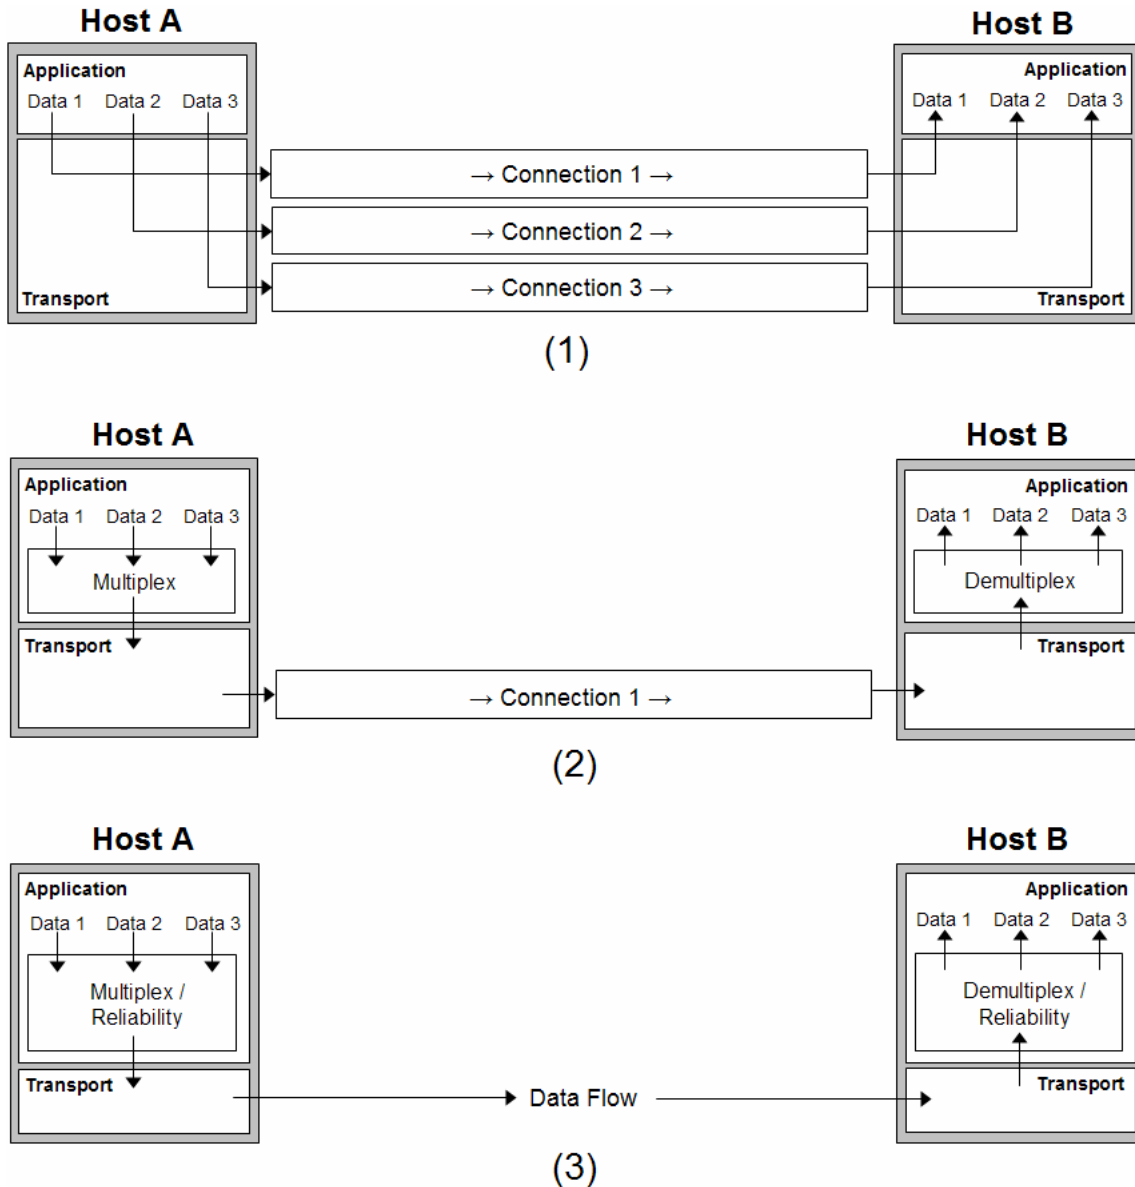 Host A
Host B
Application
Application
Data 1 Data 2 Data 3
Data 1 Data 2 Data 3
→ Connection 1 →
→ Connection 2 →
→ Connection 3 →
Transport
Transport
(1)
Host A
Host B
Application
Application
Data 1 Data 2 Data 3
Data 1 Data 2 Data 3
Multiplex
Demultiplex
Transport
Transport
→ Connection 1 →
(2)
Host A
Host B
Application
Application
Data 1 Data 2 Data 3
Data 1 Data 2 Data 3
Multiplex /
Reliability
Demultiplex /
Reliability
Transport
Transport
Data Flow
(3)